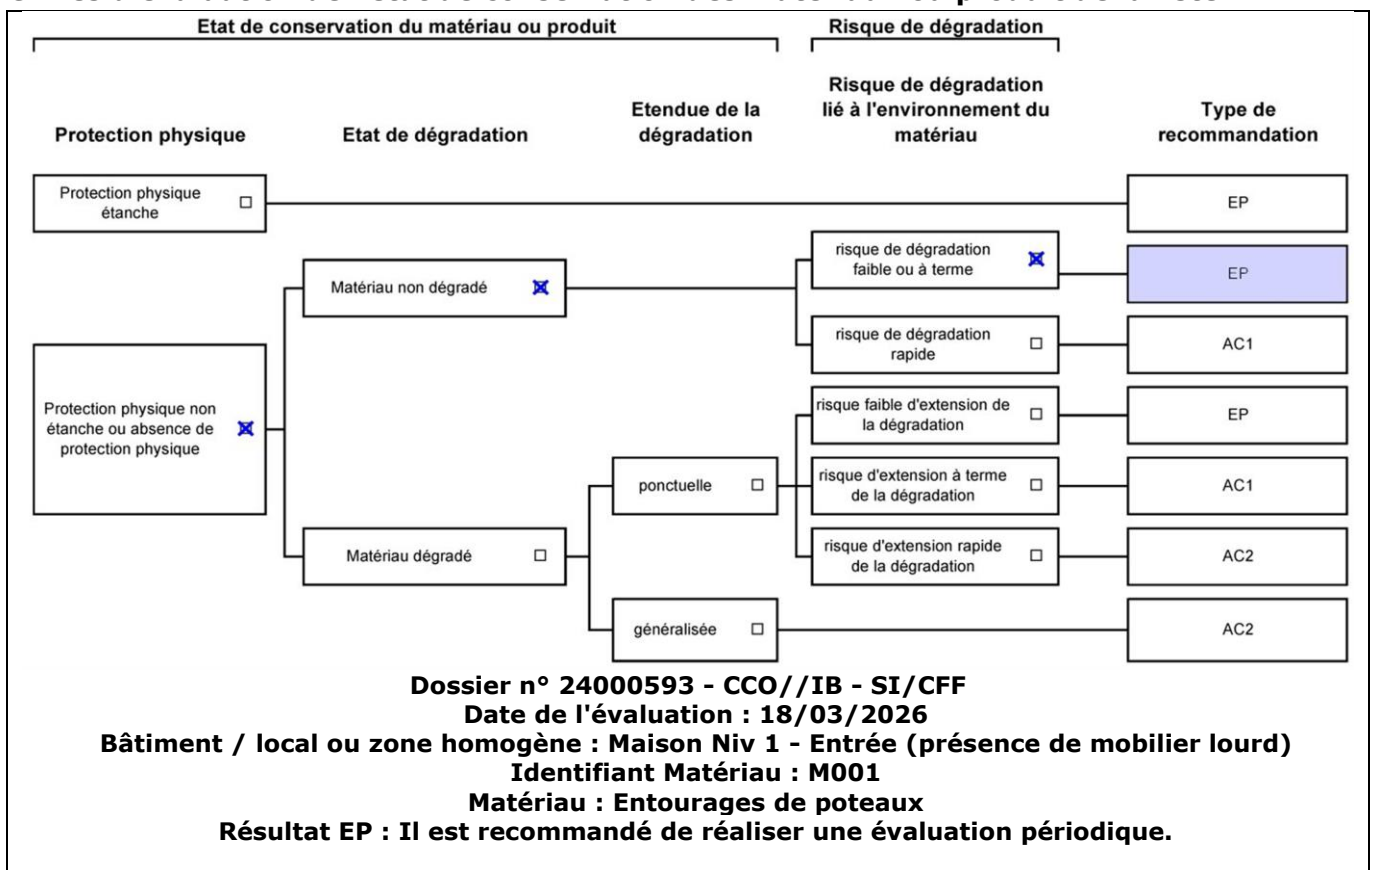 Etat de conservation du matériau ou produit
Risque de dégradation
Protection physique
Etat de dégradation
Etendue de la
dégradation
Risque de dégradation
lié à l'environnement du
matériau
Type de
recommandation
Protection physique
étanche
EP
risque de dégradation
faible ou à terme
EP
Matériau non dégradé
risque de dégradation
rapide
AC1
Protection physique non
étanche ou absence de
protection physique
risque faible d'extension de
la dégradation
EP
ponctuelle
risque d'extension à terme
de la dégradation
AC1
Matériau dégradé
risque d'extension rapide
de la dégradation
AC2
généralisée
AC2
Dossier n° 24000593 - CCO//IB - SI/CFF
Date de l'évaluation : 18/03/2026
Bâtiment / local ou zone homogène : Maison Niv 1 - Entrée (présence de mobilier lourd)
Identifiant Matériau : M001
Matériau : Entourages de poteaux
Résultat EP : Il est recommandé de réaliser une évaluation périodique.